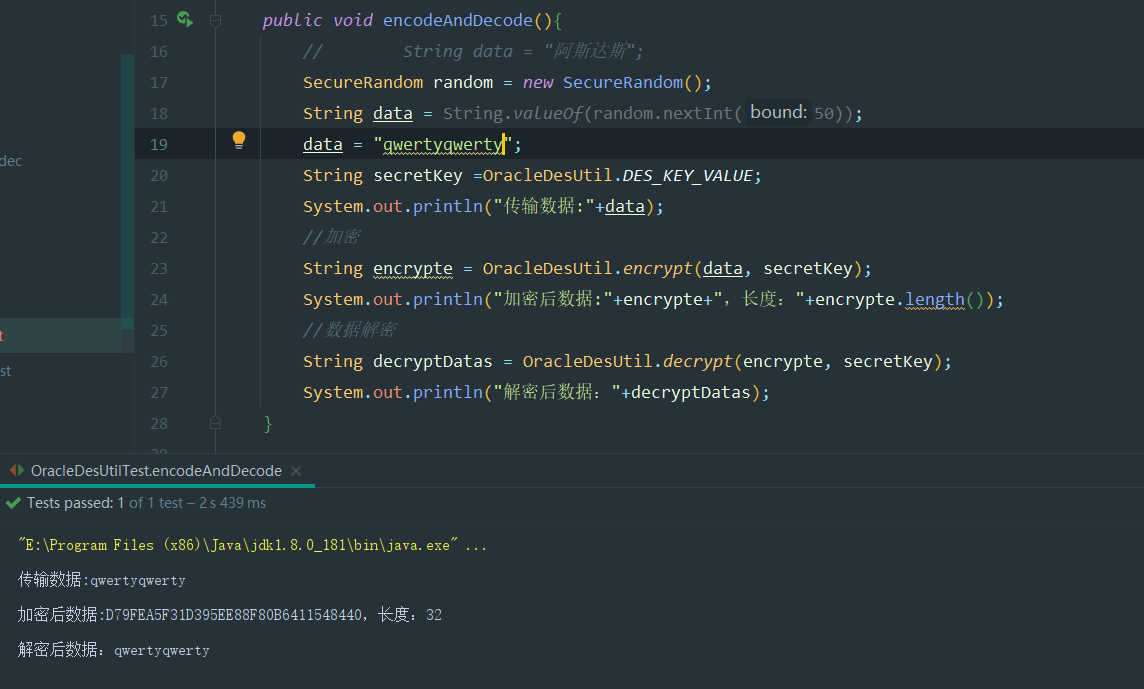 15 public void encodeAndDecode(){
16 // String data = "阿斯达斯";
17 SecureRandom random = new SecureRandom();
18 String data = String.valueOf(random.nextInt( bound: 50));
19 data = "qwertyqwerty";
dec
20 String secretKey =OracleDesUtil.DES_KEY_VALUE;
21 System.out.println("传输数据:"+data);
22 //加密
23 String encrypte = OracleDesUtil.encrypt(data, secretKey);
24 System.out.println("加密后数据:"+encrypte+", 长度: "+encrypte.length());
25 //数据解密
t
26 String decryptDatas = OracleDesUtil.decrypt(encrypte, secretKey);
st
27 System.out.println("解密后数据: "+decryptDatas);
28 }
OracleDesUtilTest.encodeAndDecode ×
Tests passed: 1 of 1 test – 2 s 439 ms
"E:\Program Files (x86)\Java\jdk1.8.0_181\bin\java.exe" ...
传输数据:qwertyqwerty
加密后数据:D79FEA5F31D395EE88F80B6411548440, 长度: 32
解密后数据: qwertyqwerty